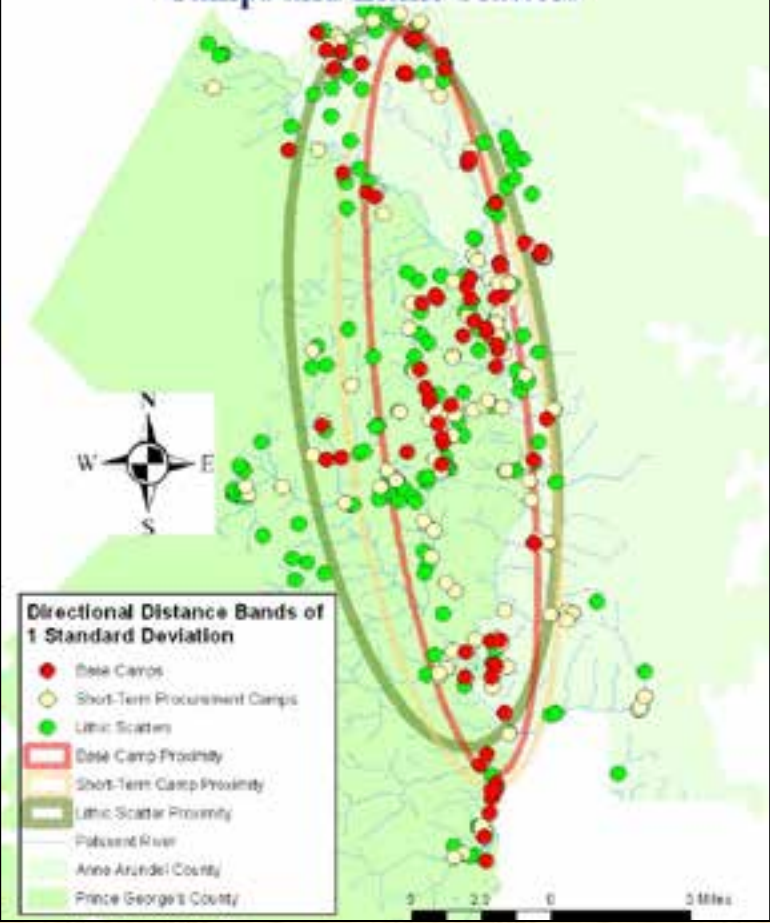 N
W E
S
Directional Distance Bands of
1 Standard Deviation
Base Camps
Short-Term Procurement Camps
Lithic Scatters
Base Camp Proximity
Short-Term Camp Proximity
Lithic Scatter Proximity
Patuxent River
Anne Arundel County
Prince George's County
3 Miles